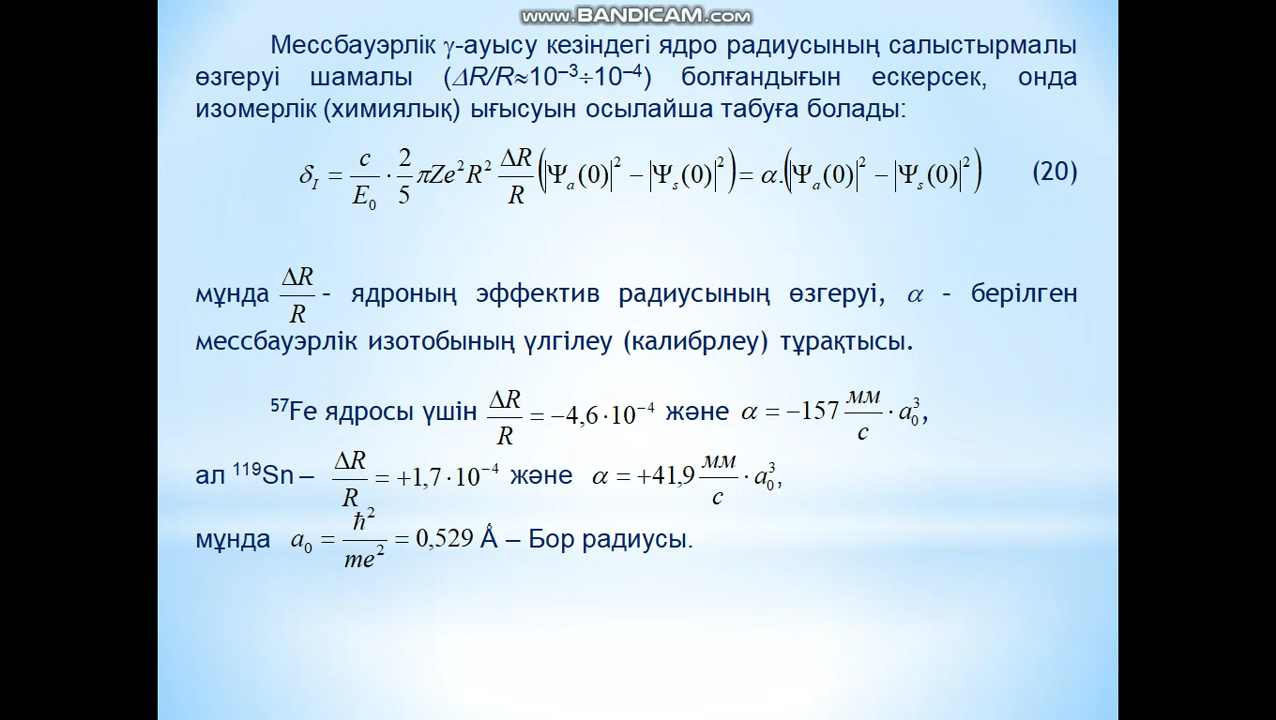 www.BANDICAM.com
Мессбауэрлік γ-ауысу кезіндегі ядро радиусының салыстырмалы
өзгеруі шамалы (ΔR/R≈10⁻³÷10⁻⁴) болғандығын ескерсек, онда
изомерлік (химиялық) ығысуын осылайша табуға болады:
δ_I = c/E₀ · 2/5 πZe²R² ΔR/R (|Ψₐ(0)|² − |Ψₛ(0)|²) = α.(|Ψₐ(0)|² − |Ψₛ(0)|²) (20)
мұнда ΔR/R - ядроның эффектив радиусының өзгеруі, α - берілген
мессбауэрлік изотобының үлгілеу (калибрлеу) тұрақтысы.
⁵⁷Fe ядросы үшін ΔR/R = −4,6·10⁻⁴ және α = −157 мм/с · a₀³,
ал ¹¹⁹Sn – ΔR/R = +1,7·10⁻⁴ және α = +41,9 мм/с · a₀³,
мұнда a₀ = ħ²/me² = 0,529 Å – Бор радиусы.